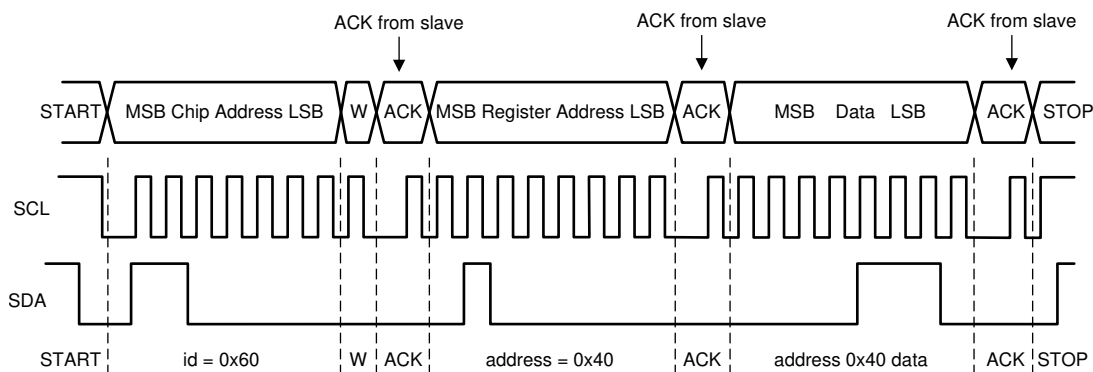 ACK from slave ACK from slave ACK from slave
START MSB Chip Address LSB W ACK MSB Register Address LSB ACK MSB Data LSB ACK STOP
SCL
SDA
START id = 0x60 W ACK address = 0x40 ACK address 0x40 data ACK STOP